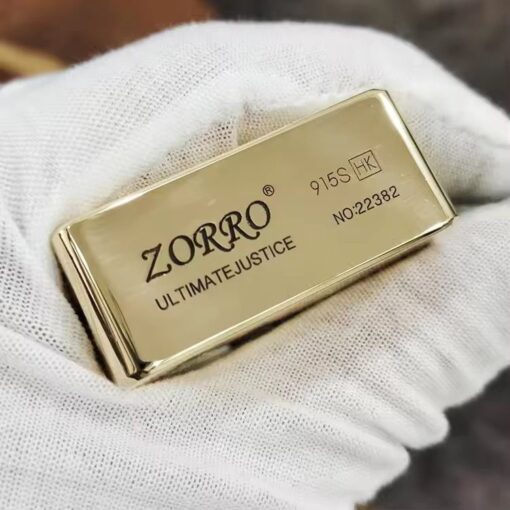 ZORRO®
ULTIMATEJUSTICE
915S HK
NO:22382